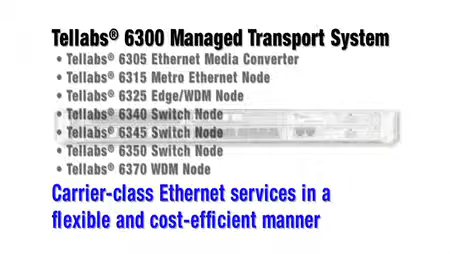 Tellabs® 6300 Managed Transport System
• Tellabs® 6305 Ethernet Media Converter
• Tellabs® 6315 Metro Ethernet Node
• Tellabs® 6325 Edge/WDM Node
• Tellabs® 6340 Switch Node
• Tellabs® 6345 Switch Node
• Tellabs® 6350 Switch Node
• Tellabs® 6370 WDM Node
Carrier-class Ethernet services in a
flexible and cost-efficient manner